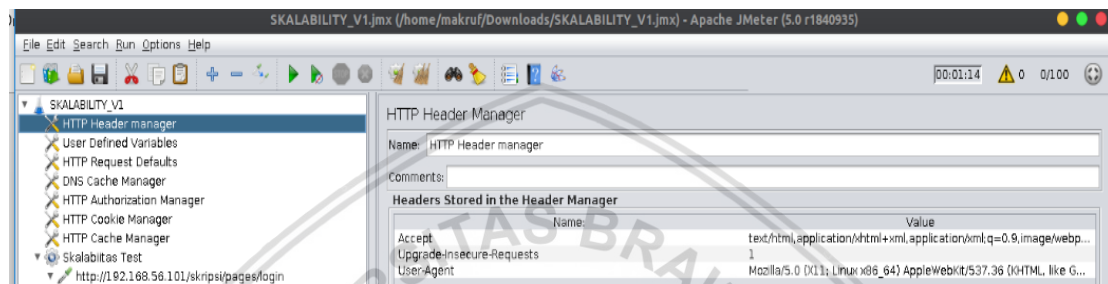 SKALABILITY_V1.jmx (/home/makruf/Downloads/SKALABILITY_V1.jmx) - Apache JMeter (5.0 r1840935)
File Edit Search Run Options Help
00:01:14 0 0/100
SKALABILITY_V1
HTTP Header manager
User Defined Variables
HTTP Request Defaults
DNS Cache Manager
HTTP Authorization Manager
HTTP Cookie Manager
HTTP Cache Manager
Skalabiitas Test
http://192.168.56.101/skripsi/pages/login
HTTP Header Manager
Name: HTTP Header manager
Comments:
Headers Stored in the Header Manager
Name: Value
Accept text/html,application/xhtml+xml,application/xml;q=0.9,image/webp...
Upgrade-Insecure-Requests 1
User-Agent Mozilla/5.0 (X11; Linux x86_64) AppleWebKit/537.36 (KHTML, like G...
SITAS BRA